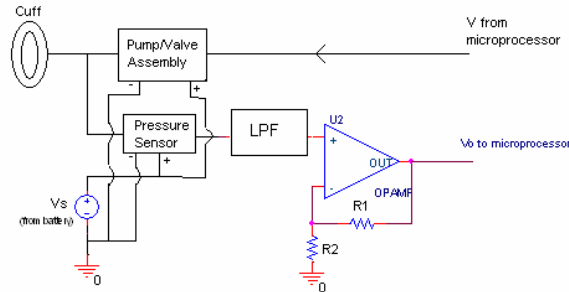 Cuff
V from
microprocessor
Pump/Valve
Assembly
-
+
Pressure
Sensor
-
+
LPF
U2
+
-
OUT
OPAMP
Vo to microprocessor
Vs
(from battery)
+
-
R1
R2
0
0